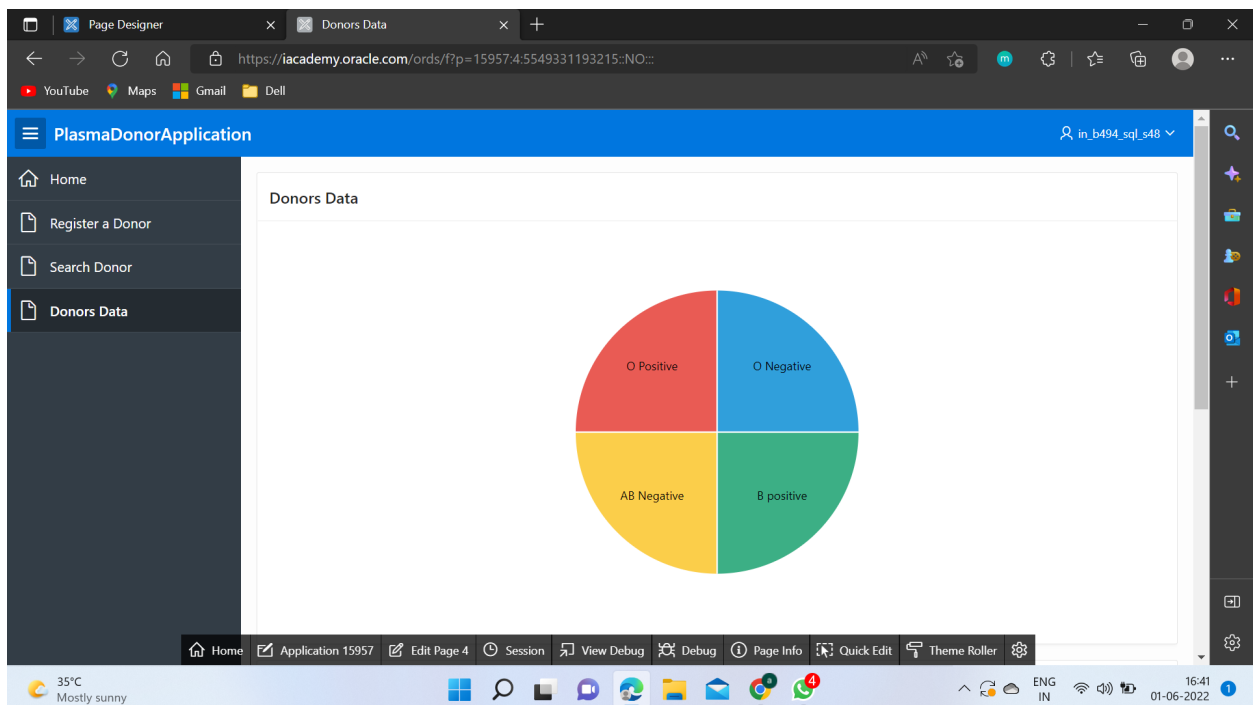 Page Designer
Donors Data
https://iacademy.oracle.com/ords/f?p=15957:4:5549331193215::NO:::
YouTube Maps Gmail Dell
PlasmaDonorApplication
in_b494_sql_s48
Home
Register a Donor
Search Donor
Donors Data
Donors Data
O Positive
O Negative
AB Negative
B positive
Home Application 15957 Edit Page 4 Session View Debug Debug Page Info Quick Edit Theme Roller
35°C
Mostly sunny
4
ENG
IN
16:41
01-06-2022
1